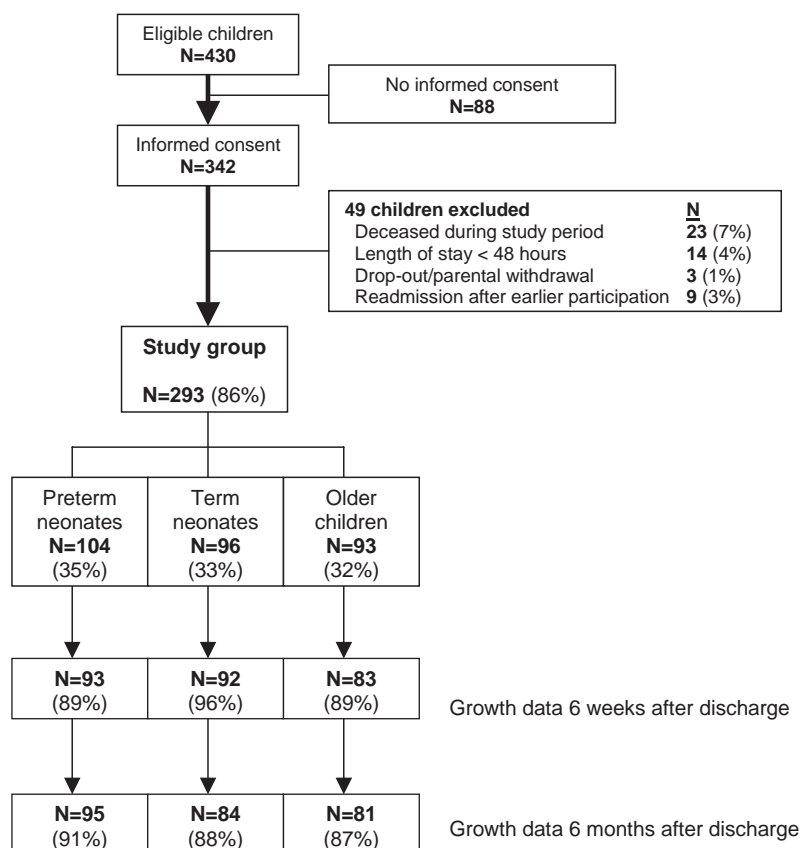 Eligible children
N=430
No informed consent
N=88
Informed consent
N=342
49 children excluded N
Deceased during study period 23 (7%)
Length of stay < 48 hours 14 (4%)
Drop-out/parental withdrawal 3 (1%)
Readmission after earlier participation 9 (3%)
Study group
N=293 (86%)
Preterm
neonates
N=104
(35%)
Term
neonates
N=96
(33%)
Older
children
N=93
(32%)
N=93
(89%)
N=92
(96%)
N=83
(89%)
Growth data 6 weeks after discharge
N=95
(91%)
N=84
(88%)
N=81
(87%)
Growth data 6 months after discharge